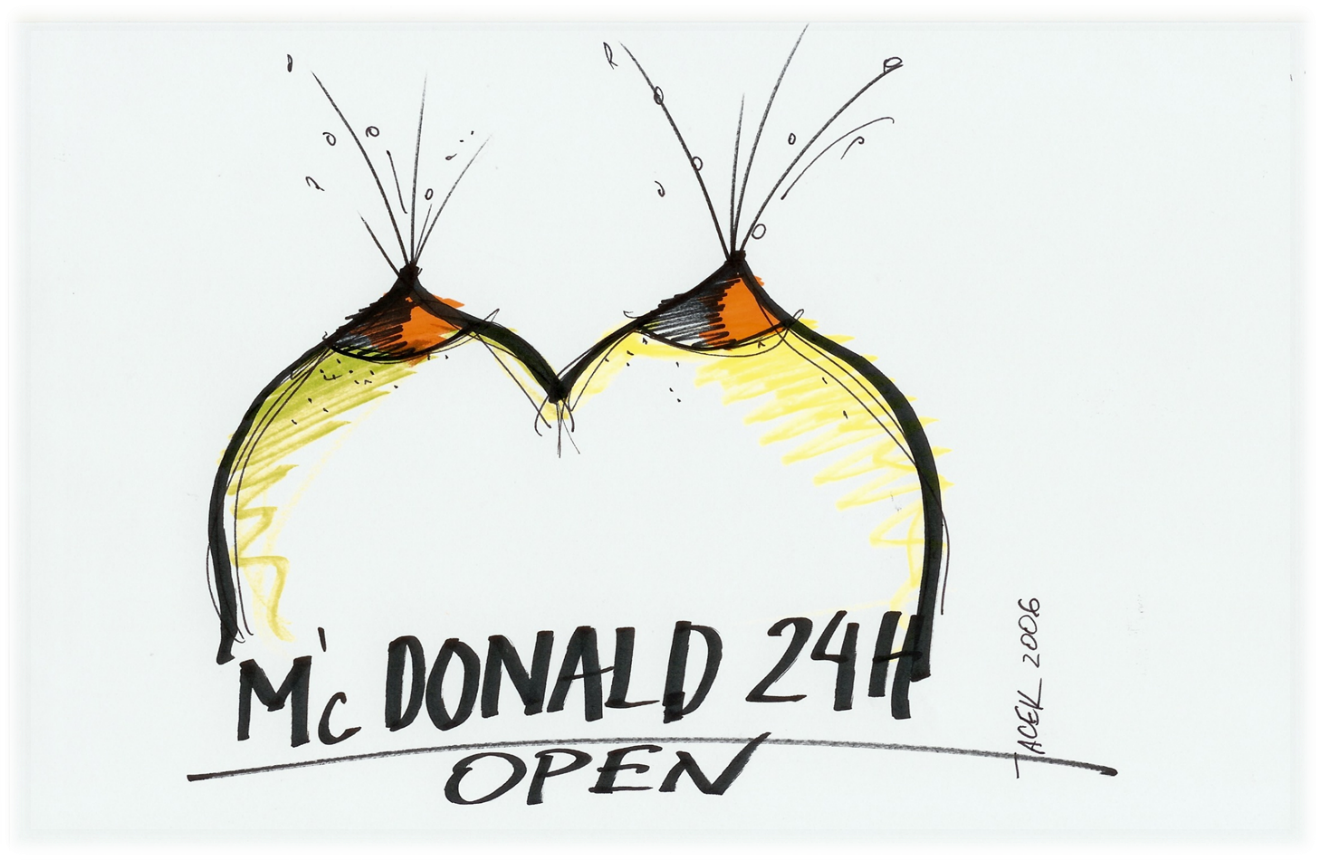 M'c DONALD 24H
OPEN
JACEK 2006